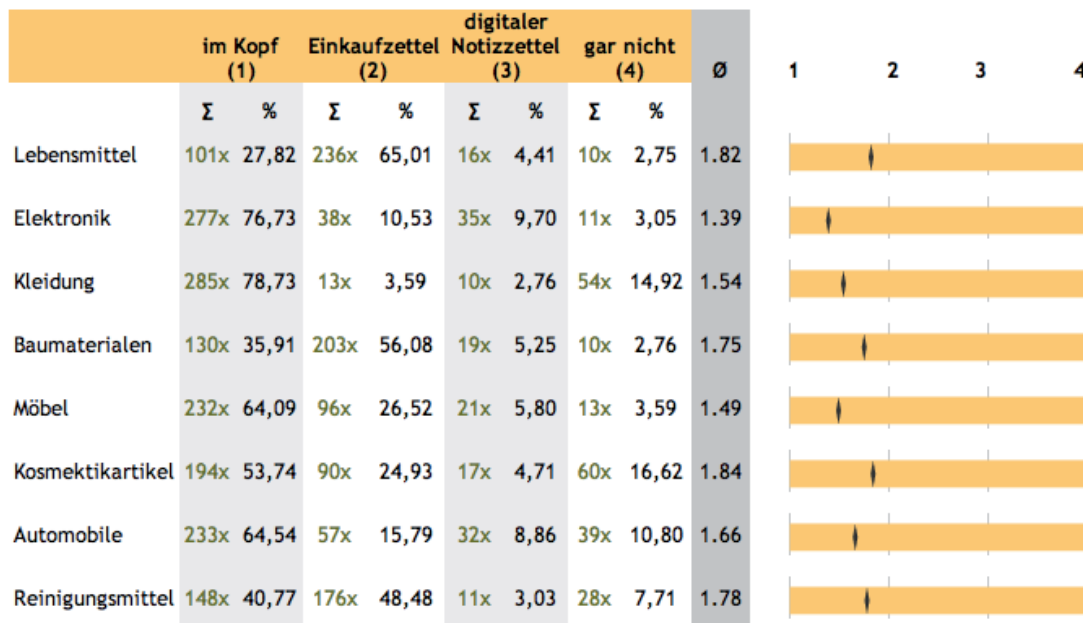 im Kopf (1) Einkaufzettel (2) digitaler Notizzettel (3) gar nicht (4) Ø 1 2 3 4
Σ % Σ % Σ % Σ %
Lebensmittel 101x 27,82 236x 65,01 16x 4,41 10x 2,75 1.82
Elektronik 277x 76,73 38x 10,53 35x 9,70 11x 3,05 1.39
Kleidung 285x 78,73 13x 3,59 10x 2,76 54x 14,92 1.54
Baumaterialen 130x 35,91 203x 56,08 19x 5,25 10x 2,76 1.75
Möbel 232x 64,09 96x 26,52 21x 5,80 13x 3,59 1.49
Kosmektikartikel 194x 53,74 90x 24,93 17x 4,71 60x 16,62 1.84
Automobile 233x 64,54 57x 15,79 32x 8,86 39x 10,80 1.66
Reinigungsmittel 148x 40,77 176x 48,48 11x 3,03 28x 7,71 1.78